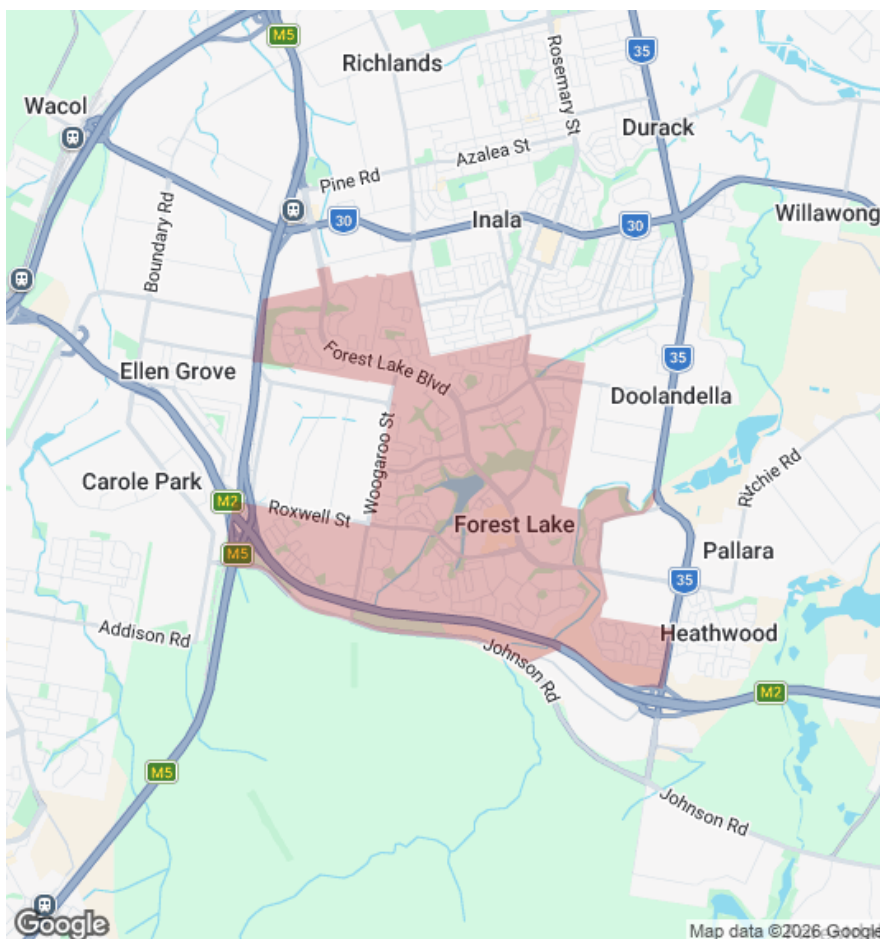 M5
Richlands
35
Rosemary St
Wacol
Durack
Azalea St
Pine Rd
Boundary Rd
30
Inala
30
Willawong
Ellen Grove
Forest Lake Blvd
35
Doolandella
Woogaroo St
Ritchie Rd
Carole Park
M2
Roxwell St
Forest Lake
M5
Pallara
35
Addison Rd
Heathwood
Johnson Rd
M2
M5
Johnson Rd
Google
Map data ©2026 Google